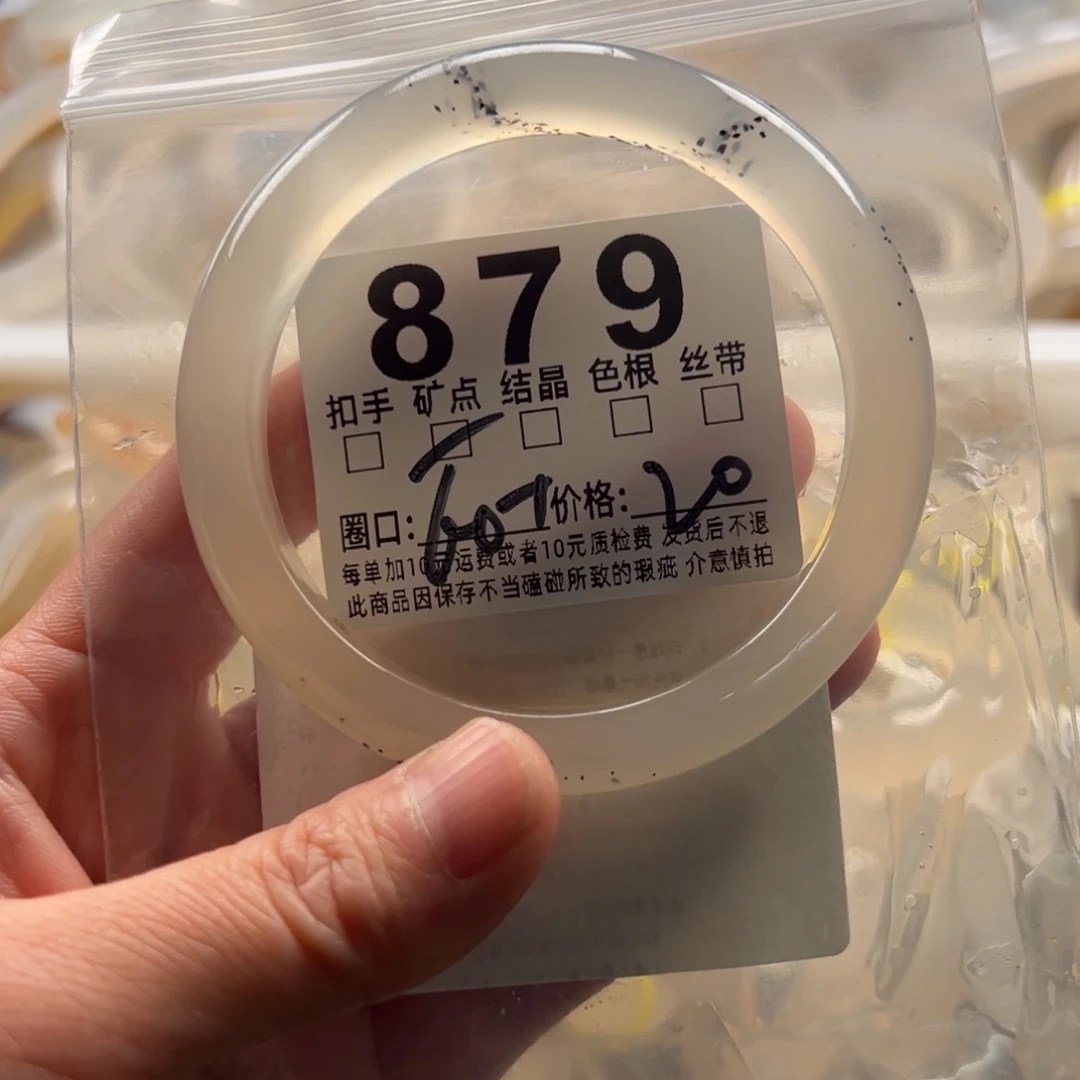 879
扣手 矿点 结晶 色根 丝带
圈口: 60-1 价格: 20
每单加10元运费或者10元质检费 发货后不退
此商品因保存不当磕碰所致的瑕疵 介意慎拍